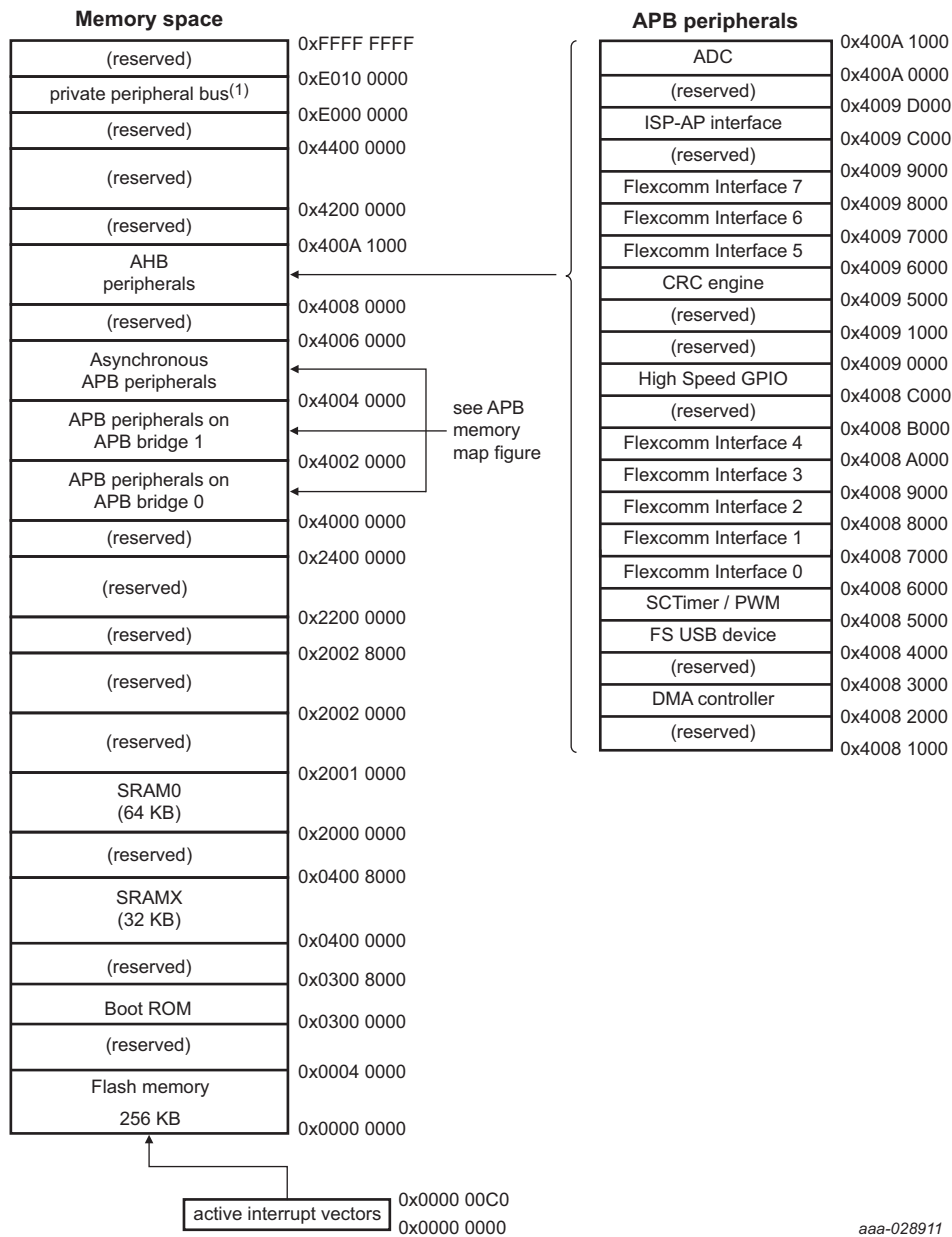 Memory space
0xFFFF FFFF
(reserved)
0xE010 0000
private peripheral bus(1)
0xE000 0000
(reserved)
0x4400 0000
(reserved)
0x4200 0000
(reserved)
0x400A 1000
AHB
peripherals
0x4008 0000
(reserved)
0x4006 0000
Asynchronous
APB peripherals
0x4004 0000
APB peripherals on
APB bridge 1
0x4002 0000
APB peripherals on
APB bridge 0
0x4000 0000
(reserved)
0x2400 0000
(reserved)
0x2200 0000
(reserved)
0x2002 8000
(reserved)
0x2002 0000
(reserved)
0x2001 0000
SRAM0
(64 KB)
0x2000 0000
(reserved)
0x0400 8000
SRAMX
(32 KB)
0x0400 0000
(reserved)
0x0300 8000
Boot ROM
0x0300 0000
(reserved)
0x0004 0000
Flash memory
256 KB
0x0000 0000
active interrupt vectors
0x0000 00C0
0x0000 0000
see APB
memory
map figure
APB peripherals
0x400A 1000
ADC
0x400A 0000
(reserved)
0x4009 D000
ISP-AP interface
0x4009 C000
(reserved)
0x4009 9000
Flexcomm Interface 7
0x4009 8000
Flexcomm Interface 6
0x4009 7000
Flexcomm Interface 5
0x4009 6000
CRC engine
0x4009 5000
(reserved)
0x4009 1000
(reserved)
0x4009 0000
High Speed GPIO
0x4008 C000
(reserved)
0x4008 B000
Flexcomm Interface 4
0x4008 A000
Flexcomm Interface 3
0x4008 9000
Flexcomm Interface 2
0x4008 8000
Flexcomm Interface 1
0x4008 7000
Flexcomm Interface 0
0x4008 6000
SCTimer / PWM
0x4008 5000
FS USB device
0x4008 4000
(reserved)
0x4008 3000
DMA controller
0x4008 2000
(reserved)
0x4008 1000
aaa-028911